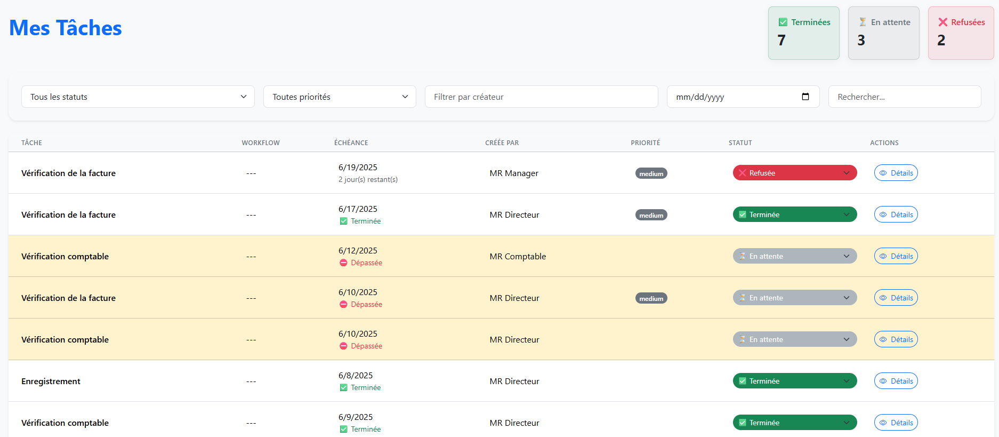 Mes Tâches
✅ Terminées
7
⏳ En attente
3
❌ Refusées
2
Tous les statuts
Toutes priorités
Filtrer par créateur
mm/dd/yyyy
Rechercher...
TÂCHE WORKFLOW ÉCHÉANCE CRÉÉE PAR PRIORITÉ STATUT ACTIONS
Vérification de la facture --- 6/19/2025 MR Manager medium ❌ Refusée Détails
2 jour(s) restant(s)
Vérification de la facture --- 6/17/2025 MR Directeur medium ✅ Terminée Détails
✅ Terminée
Vérification comptable --- 6/12/2025 MR Comptable ⏳ En attente Détails
⛔ Dépassée
Vérification de la facture --- 6/10/2025 MR Directeur medium ⏳ En attente Détails
⛔ Dépassée
Vérification comptable --- 6/10/2025 MR Directeur ⏳ En attente Détails
⛔ Dépassée
Enregistrement --- 6/8/2025 MR Directeur ✅ Terminée Détails
✅ Terminée
Vérification comptable --- 6/9/2025 MR Directeur ✅ Terminée Détails
✅ Terminée